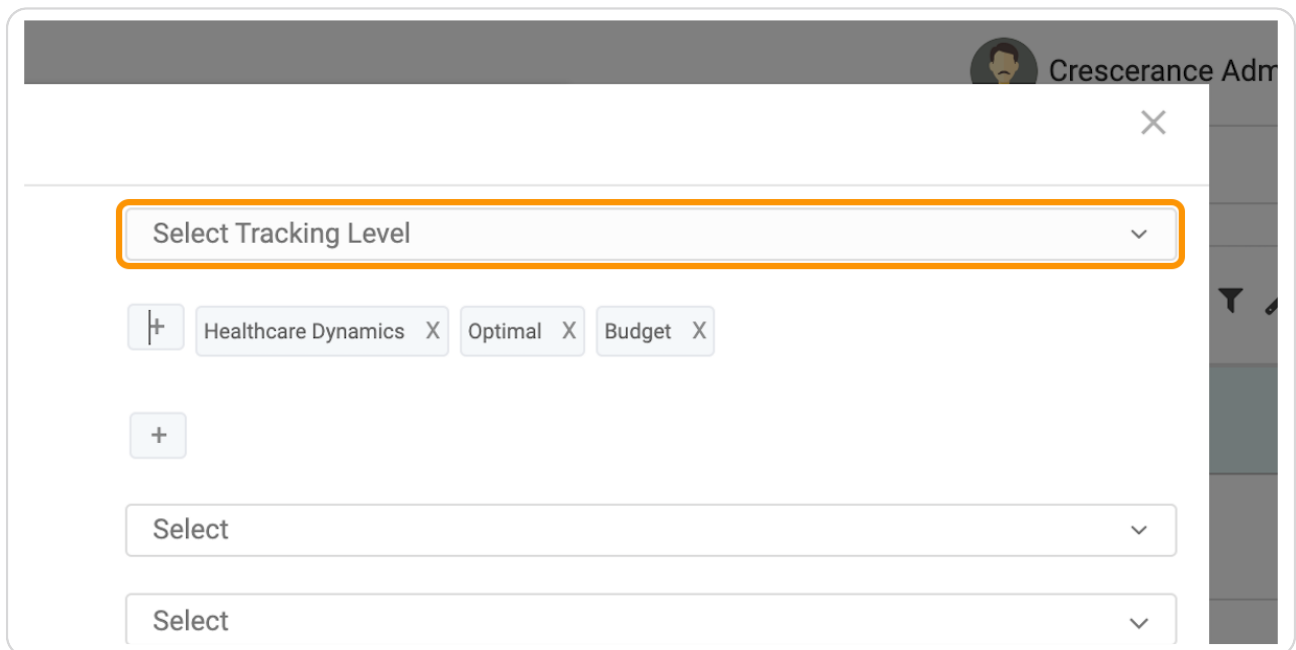 Crescerance Adm
Select Tracking Level
+ Healthcare Dynamics X Optimal X Budget X
+
Select
Select